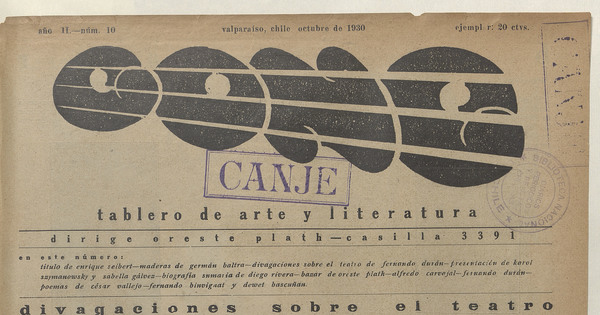 año II.—núm. 10
valparaíso, chile octubre de 1930
ejempl r: 20 ctvs.
CANJE
tablero de arte y literatura
dirige oreste plath—casilla 3391
en este número:
título de enrique seibert—maderas de germán baltra—divagaciones sobre el teatro de fernando durán—presentación de karol
szymanowsky y sabella gálvez—biografía sumaria de diego rivera—bazar de oreste plath—alfredo carvajal—fernando durán—
poemas de césar vallejo—fernando binvignat y dewet bascuñan.
divagaciones sobre el teatro